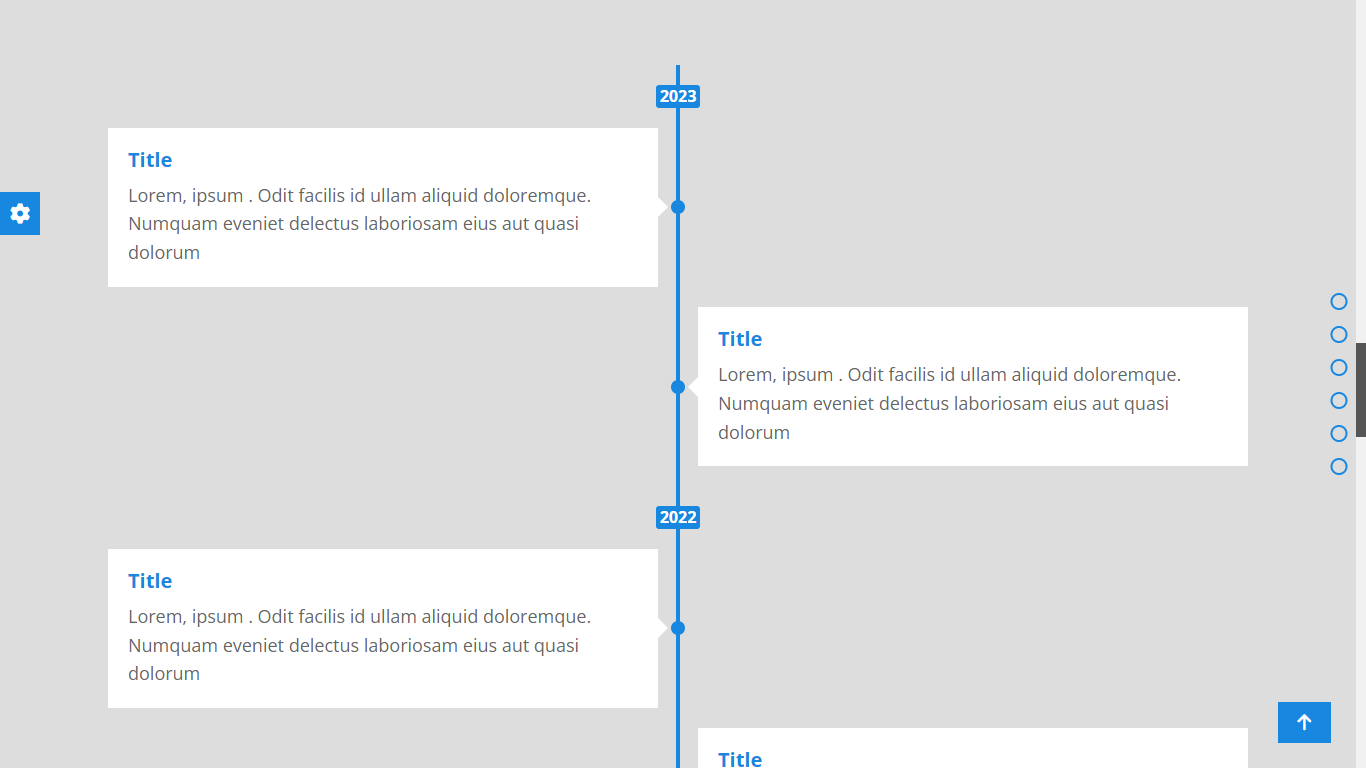 2023
Title
Lorem, ipsum . Odit facilis id ullam aliquid doloremque.
Numquam eveniet delectus laboriosam eius aut quasi
dolorum
Title
Lorem, ipsum . Odit facilis id ullam aliquid doloremque.
Numquam eveniet delectus laboriosam eius aut quasi
dolorum
2022
Title
Lorem, ipsum . Odit facilis id ullam aliquid doloremque.
Numquam eveniet delectus laboriosam eius aut quasi
dolorum
Title